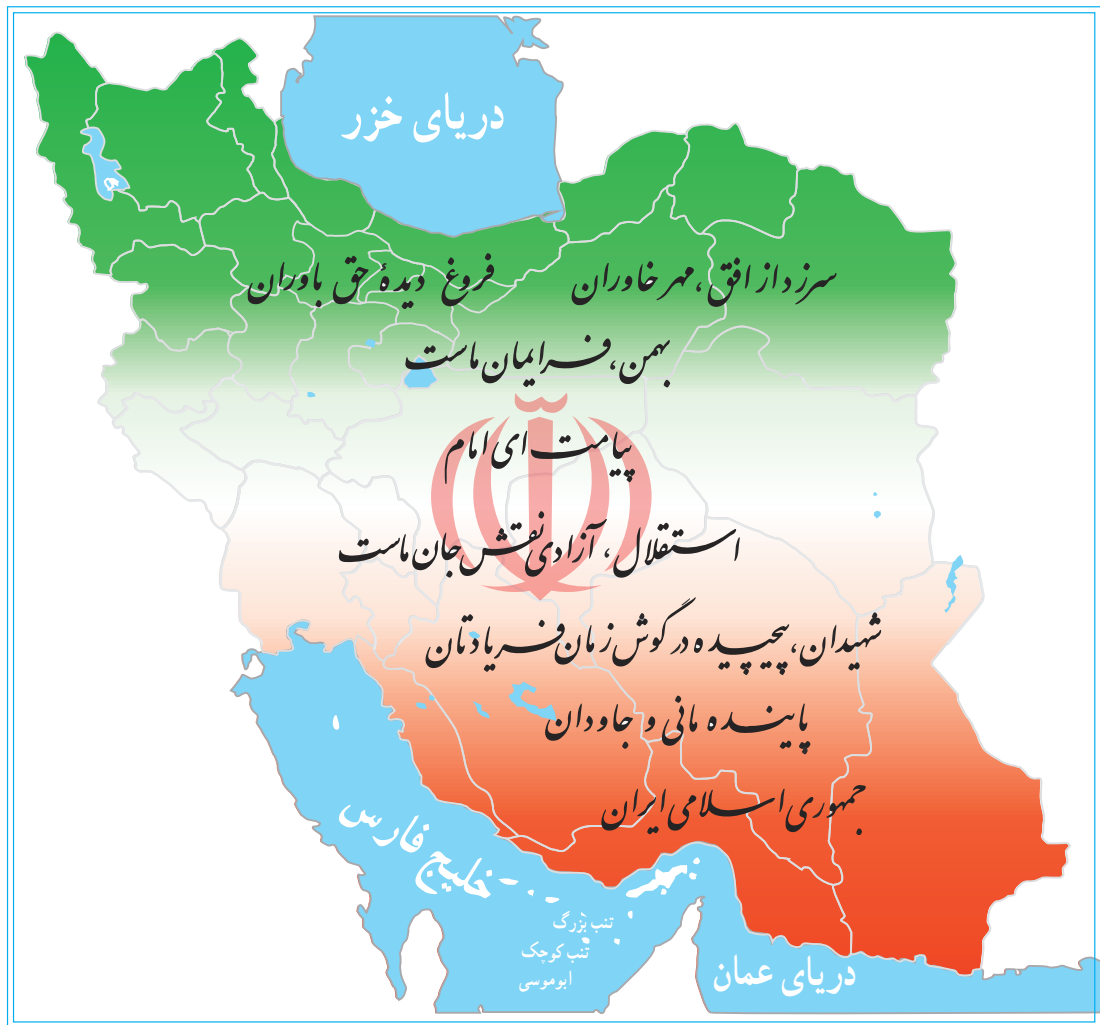 دریای خزر
سرزد از افق، مهر خاوران فروغ دیدهٔ حق باوران
بهمن، فر ایمان ماست
پیامت ای امام
استقلال، آزادی نقش جان ماست
شهیدان، پیچیده در گوش زمان فریادتان
پاینده مانی و جاودان
جمهوری اسلامی ایران
خلیج فارس
تنب بزرگ
تنب کوچک
ابوموسی
دریای عمان